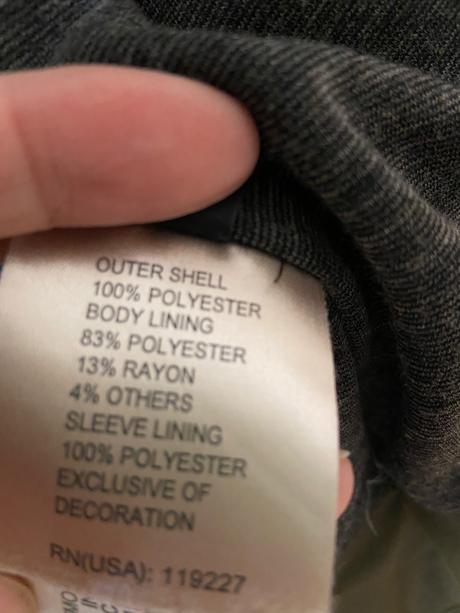 OUTER SHELL
100% POLYESTER
BODY LINING
83% POLYESTER
13% RAYON
4% OTHERS
SLEEVE LINING
100% POLYESTER
EXCLUSIVE OF
DECORATION
RN(USA): 119227